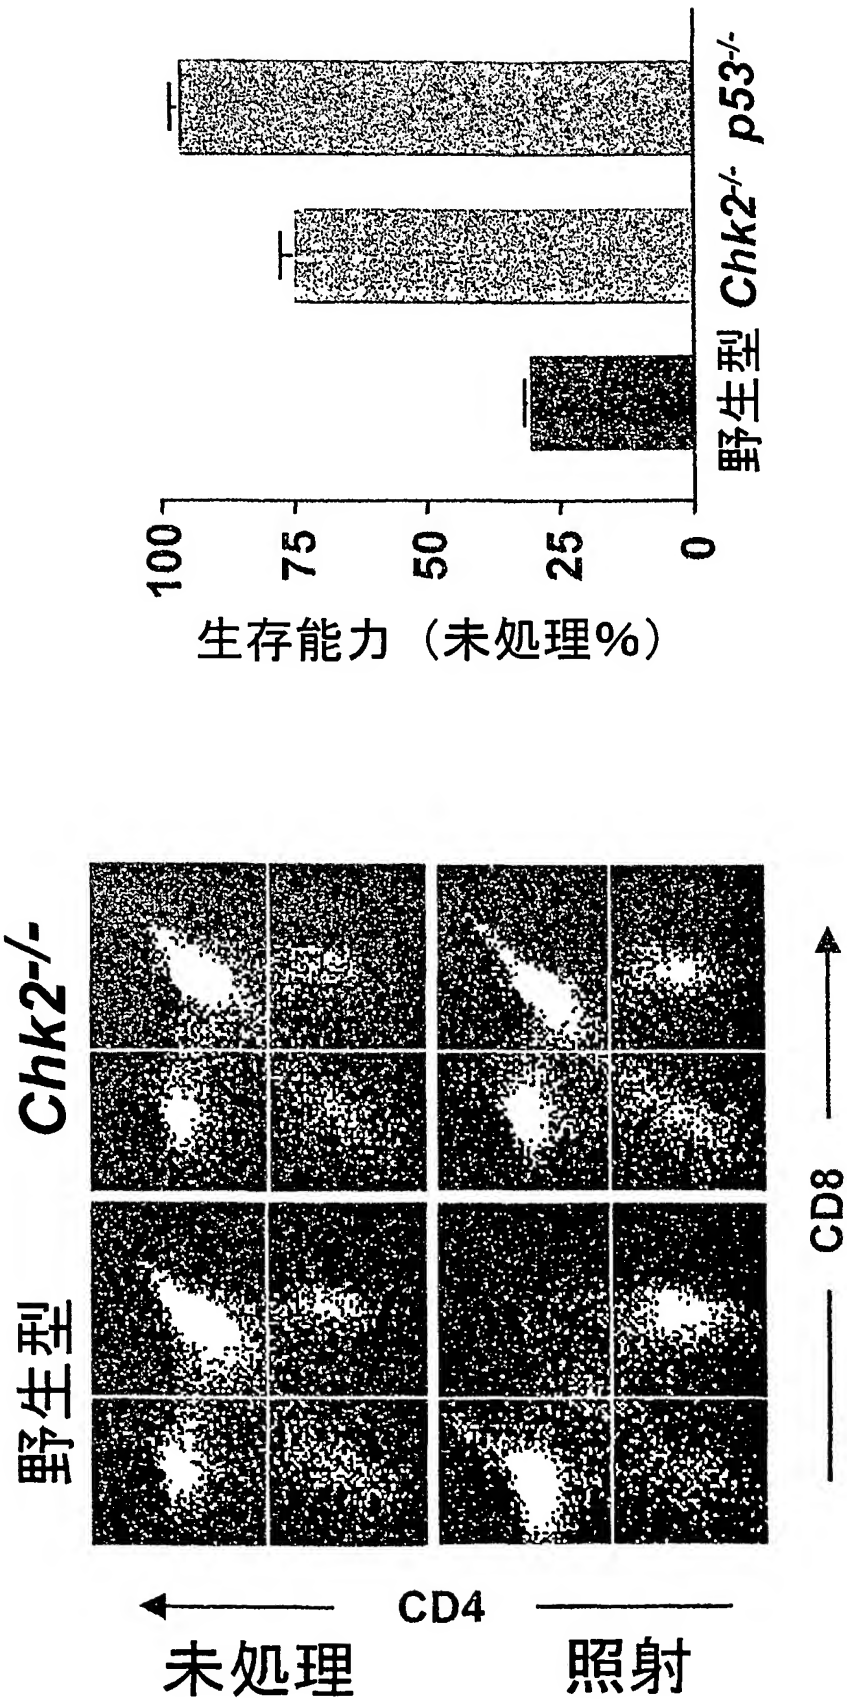 野生型 Chk2-/-
未処理
照射
CD4
CD8
生存能力（未処理%）
100
75
50
25
0
野生型 Chk2-/- p53-/-